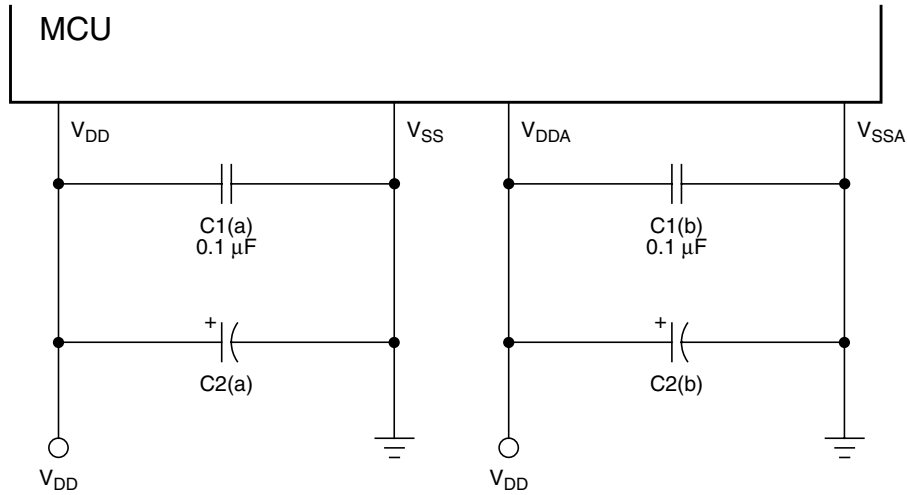 MCU
VDD
VSS
VDDA
VSSA
C1(a)
0.1 µF
C1(b)
0.1 µF
+
C2(a)
+
C2(b)
VDD
VDD